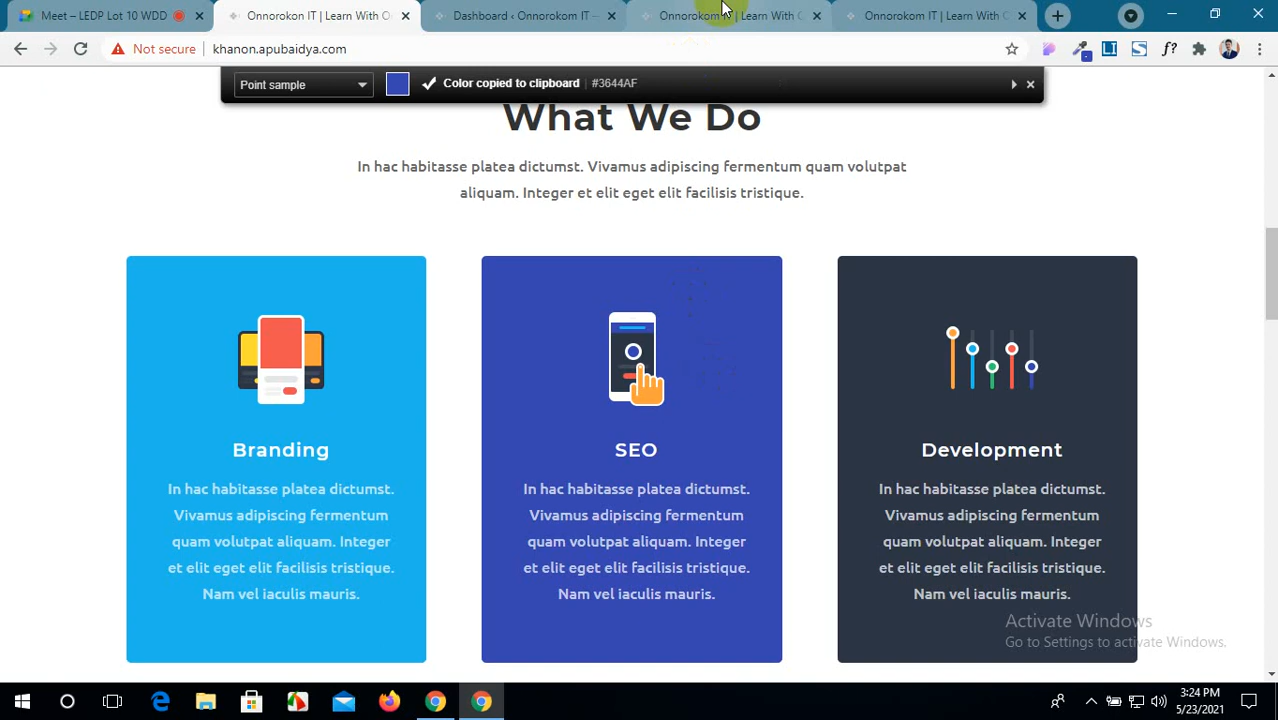 Meet – LEDP Lot 10 WDD
Onnorokon IT | Learn With O
Dashboard ‹ Onnorokom IT —
Onnorokom IT | Learn With O
Onnorokom IT | Learn With O
Not secure | khanon.apubaidya.com
Point sample
Color copied to clipboard | #3644AF
What We Do
In hac habitasse platea dictumst. Vivamus adipiscing fermentum quam volutpat
aliquam. Integer et elit eget elit facilisis tristique.
Branding
In hac habitasse platea dictumst.
Vivamus adipiscing fermentum
quam volutpat aliquam. Integer
et elit eget elit facilisis tristique.
Nam vel iaculis mauris.
SEO
In hac habitasse platea dictumst.
Vivamus adipiscing fermentum
quam volutpat aliquam. Integer
et elit eget elit facilisis tristique.
Nam vel iaculis mauris.
Development
In hac habitasse platea dictumst.
Vivamus adipiscing fermentum
quam volutpat aliquam. Integer
et elit eget elit facilisis tristique.
Nam vel iaculis mauris.
Activate Windows
Go to Settings to activate Windows.
3:24 PM
5/23/2021